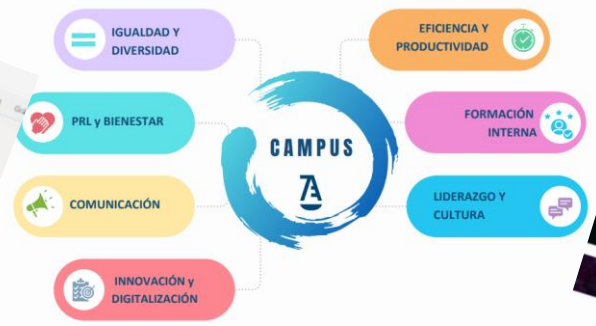 IGUALDAD Y
DIVERSIDAD
PRL y BIENESTAR
COMUNICACIÓN
INNOVACIÓN y
DIGITALIZACIÓN
CAMPUS
EFICIENCIA Y
PRODUCTIVIDAD
FORMACIÓN
INTERNA
LIDERAZGO Y
CULTURA